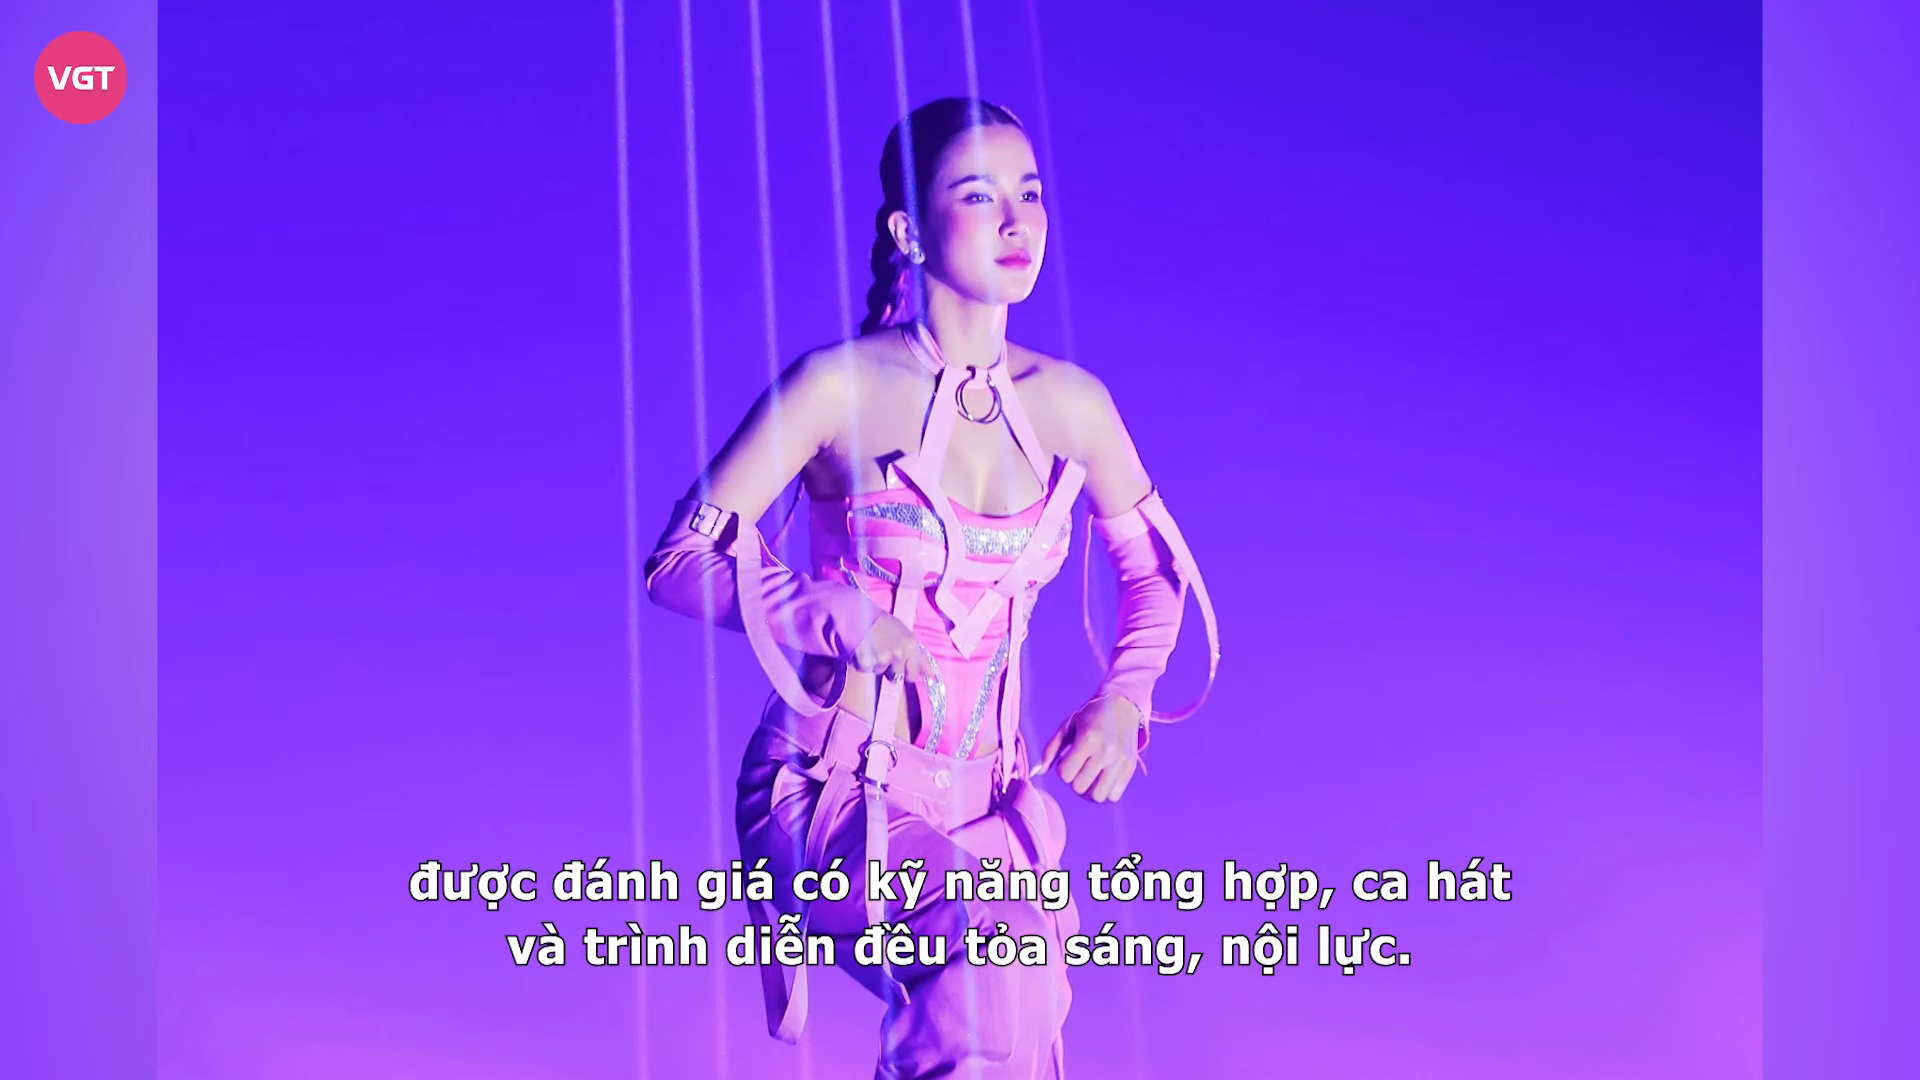 VGT
được đánh giá có kỹ năng tổng hợp, ca hát
và trình diễn đều tỏa sáng, nội lực.